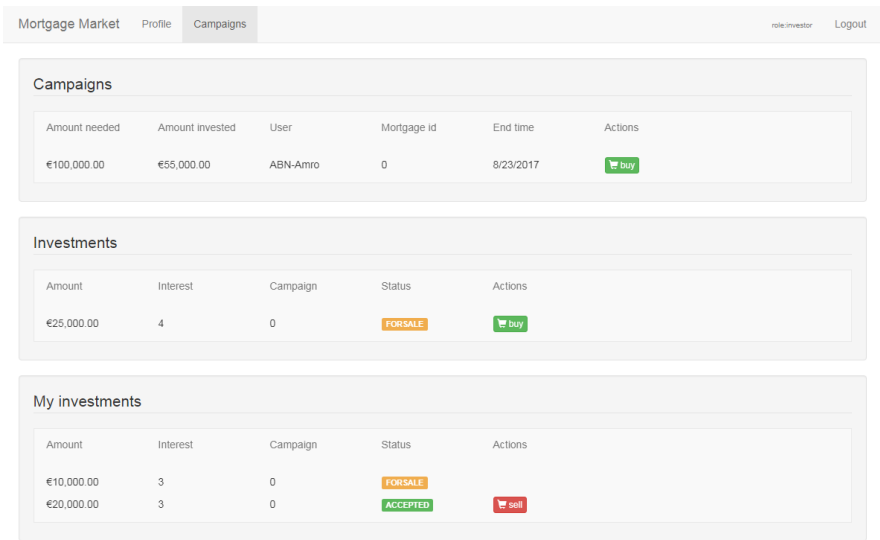 Mortgage Market Profile Campaigns role:investor Logout
Campaigns
Amount needed Amount invested User Mortgage id End time Actions
€100,000.00 €55,000.00 ABN-Amro 0 8/23/2017 buy
Investments
Amount Interest Campaign Status Actions
€25,000.00 4 0 FORSALE buy
My investments
Amount Interest Campaign Status Actions
€10,000.00 3 0 FORSALE
€20,000.00 3 0 ACCEPTED sell